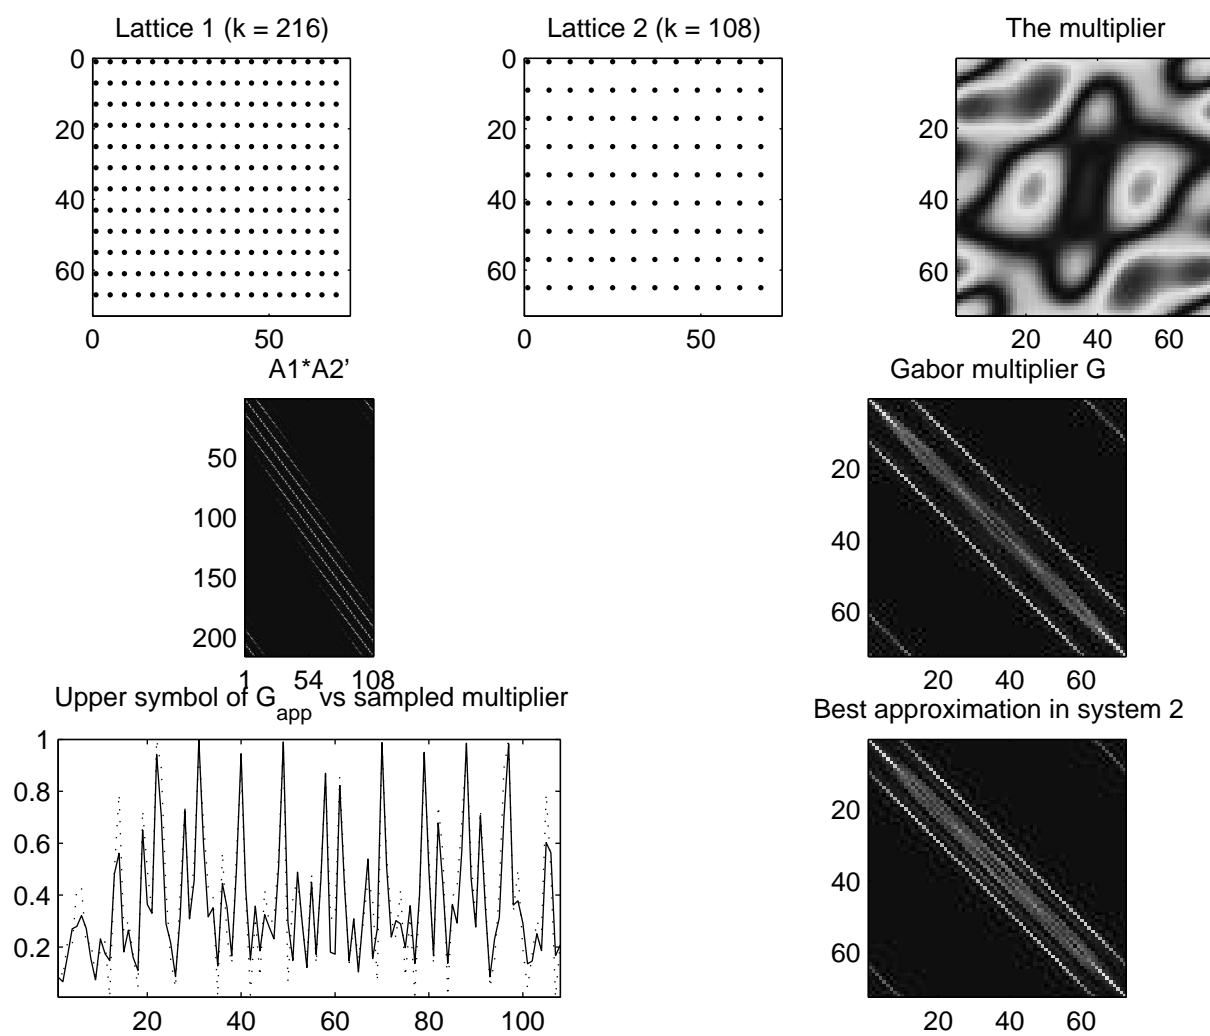 Lattice 1 (k = 216)
0
20
40
60
0 50
Lattice 2 (k = 108)
0
20
40
60
0 50
The multiplier
20
40
60
20 40 60
A1*A2'
50
100
150
200
1 54 108
Gabor multiplier G
20
40
60
20 40 60
Upper symbol of G_app vs sampled multiplier
1
0.8
0.6
0.4
0.2
20 40 60 80 100
Best approximation in system 2
20
40
60
20 40 60